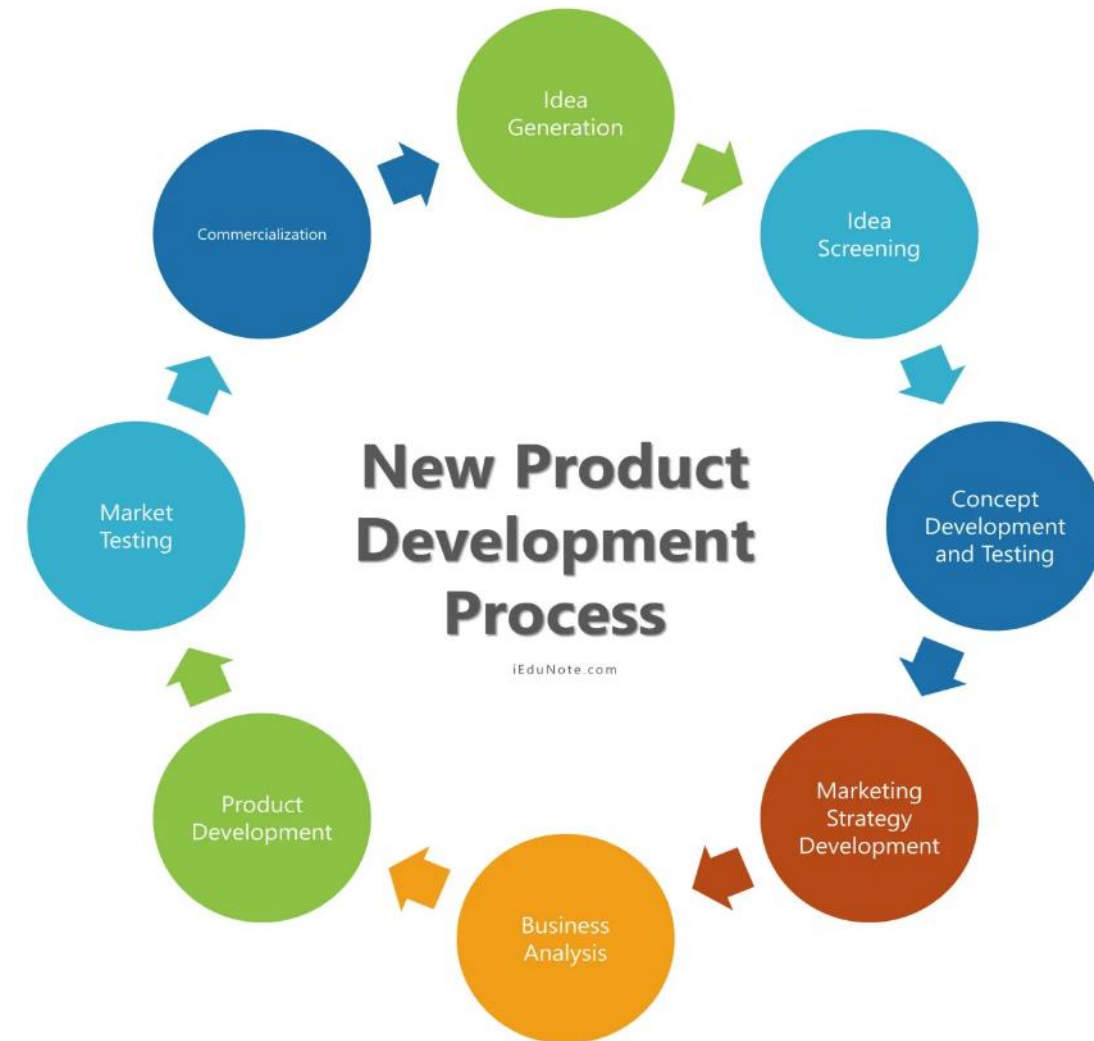 Idea
Generation
Idea
Screening
Concept
Development
and Testing
Marketing
Strategy
Development
Business
Analysis
Product
Development
Market
Testing
Commercialization
New Product
Development
Process
iEduNote.com